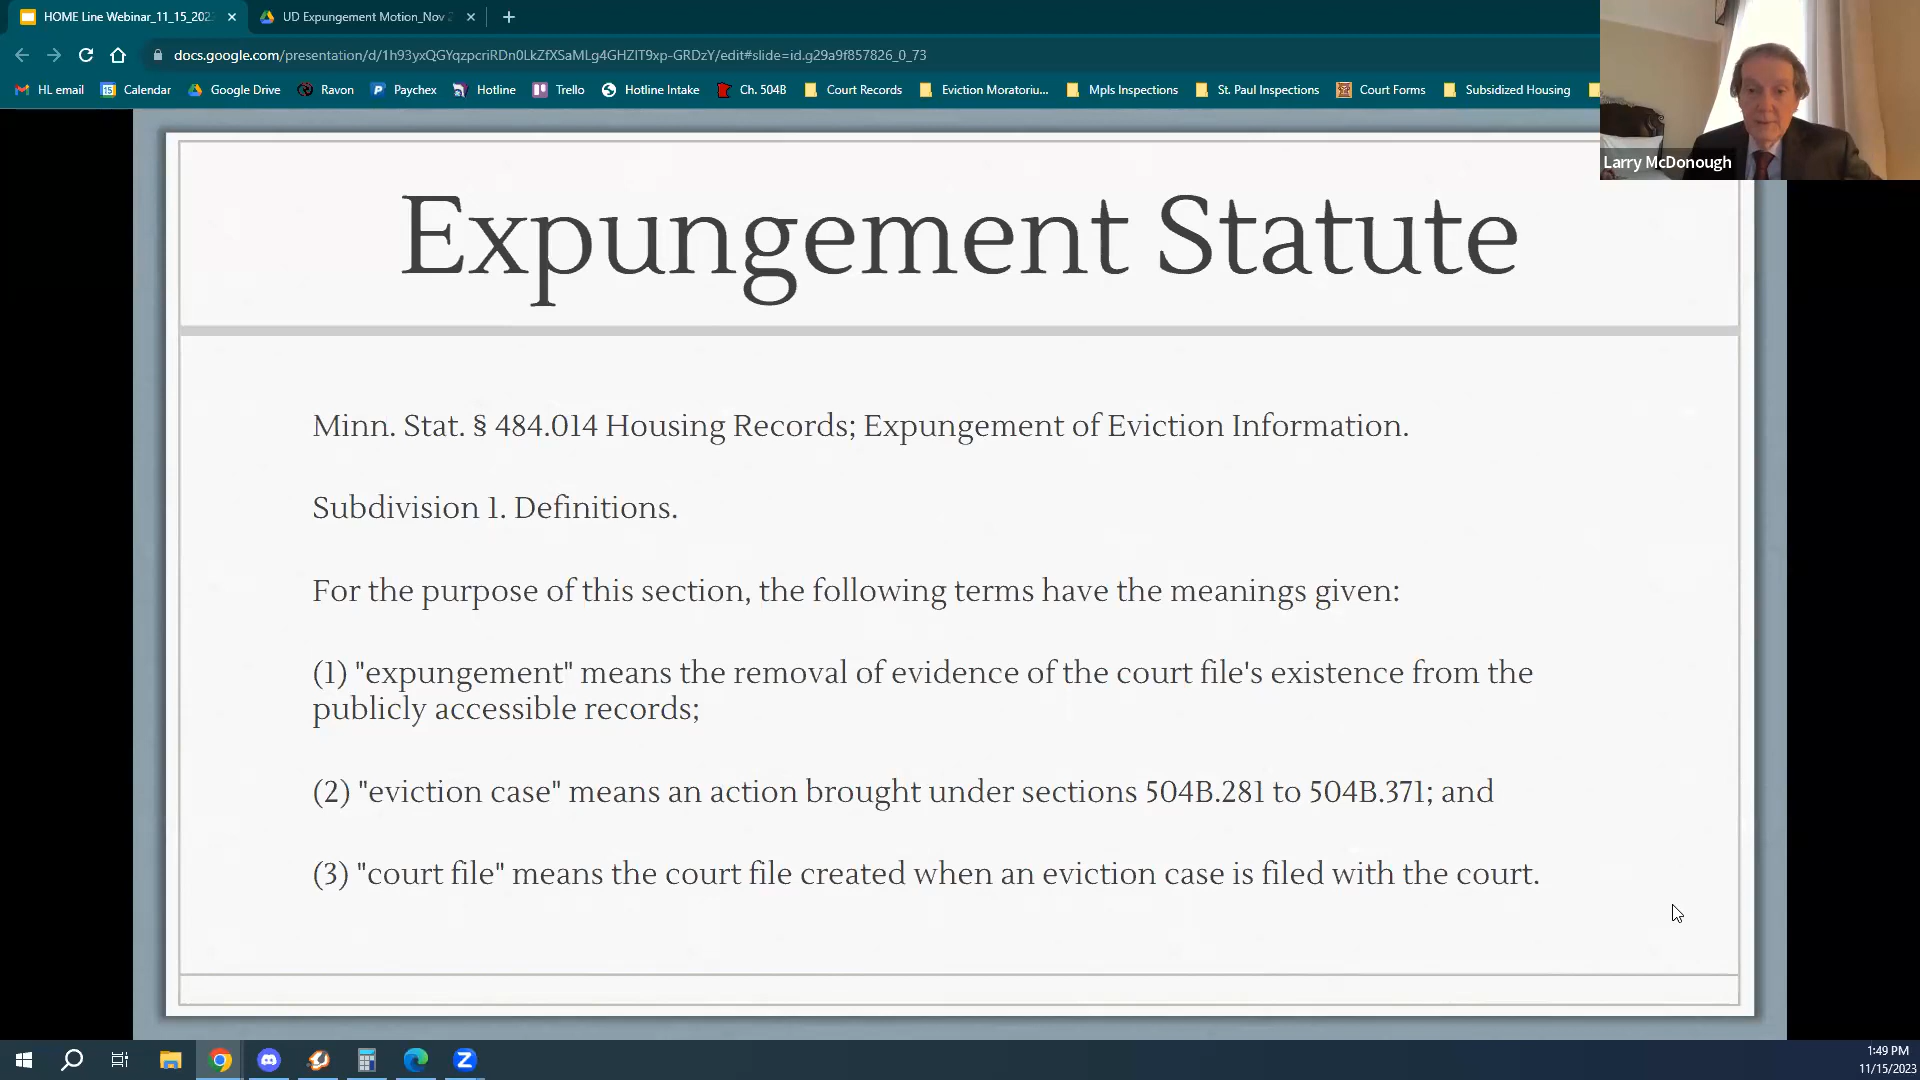 HOME Line Webinar_11_15_202
UD Expungement Motion_Nov 2
docs.google.com/presentation/d/1h93yxQGYqzpcriRDn0LkZfXSaMLg4GHZIT9xp-GRDzY/edit#slide=id.g29a9f857826_0_73
HL email Calendar Google Drive Ravon Paychex Hotline Trello Hotline Intake Ch. 504B Court Records Eviction Moratoriu... Mpls Inspections St. Paul Inspections Court Forms Subsidized Housing
Larry McDonough
Expungement Statute
Minn. Stat. § 484.014 Housing Records; Expungement of Eviction Information.
Subdivision 1. Definitions.
For the purpose of this section, the following terms have the meanings given:
(1) "expungement" means the removal of evidence of the court file's existence from the
publicly accessible records;
(2) "eviction case" means an action brought under sections 504B.281 to 504B.371; and
(3) "court file" means the court file created when an eviction case is filed with the court.
1:49 PM
11/15/2023